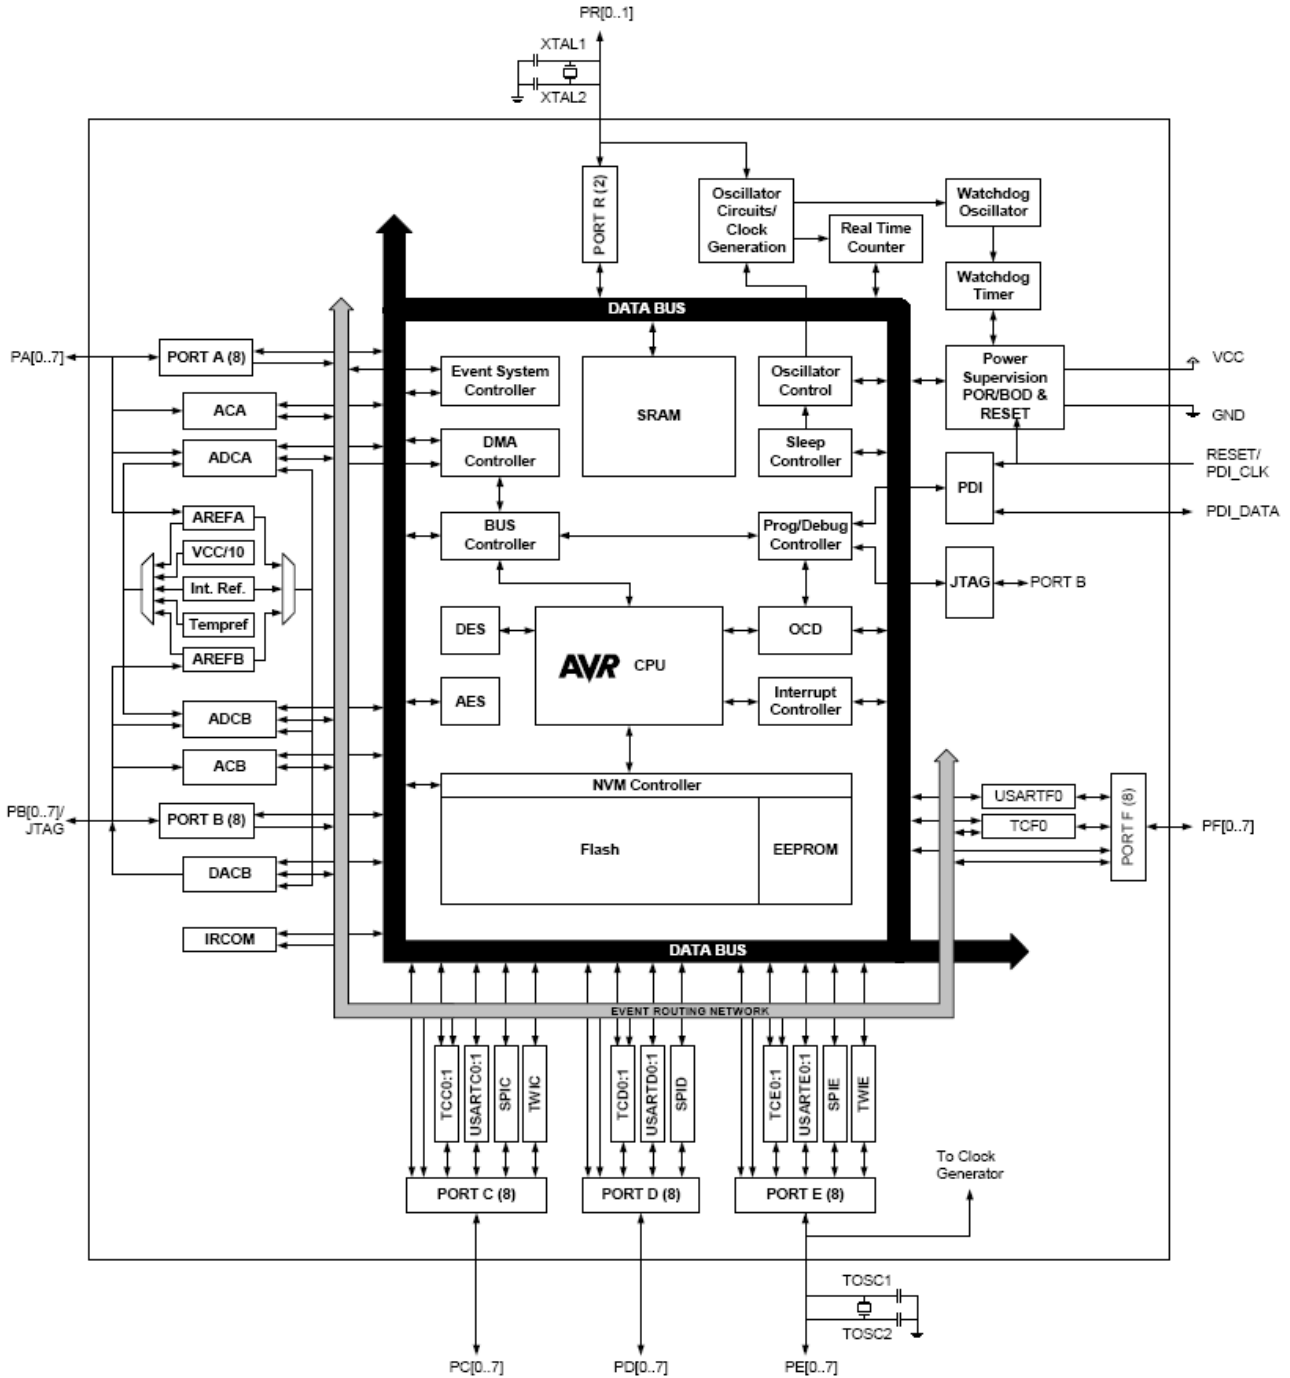 PR[0..1]
XTAL1
XTAL2
PORT R (2)
Oscillator
Circuits/
Clock
Generation
Watchdog
Oscillator
Real Time
Counter
Watchdog
Timer
DATA BUS
PA[0..7]
PORT A (8)
Event System
Controller
SRAM
Oscillator
Control
Power
Supervision
POR/BOD &
RESET
VCC
GND
ACA
DMA
Controller
Sleep
Controller
ADCA
RESET/
PDI_CLK
PDI
PDI_DATA
AREFA
BUS
Controller
Prog/Debug
Controller
VCC/10
Int. Ref.
JTAG
PORT B
Tempref
DES
AVR CPU
OCD
AREFB
AES
Interrupt
Controller
ADCB
ACB
NVM Controller
USARTF0
PORT F (8)
PB[0..7]/
JTAG
PORT B (8)
TCF0
PF[0..7]
Flash
EEPROM
DACB
IRCOM
DATA BUS
EVENT ROUTING NETWORK
TCC0:1
USARTC0:1
SPIC
TWIC
TCD0:1
USARTD0:1
SPID
TCE0:1
USARTE0:1
SPIE
TWIE
To Clock
Generator
PORT C (8)
PORT D (8)
PORT E (8)
TOSC1
TOSC2
PC[0..7]
PD[0..7]
PE[0..7]